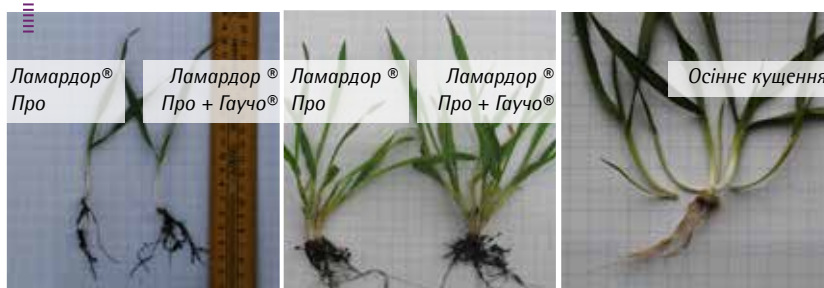 Ламардор®
Про
Ламардор ®
Про + Гаучо®
Ламардор ®
Про
Ламардор ®
Про + Гаучо®
Осіннє кущення